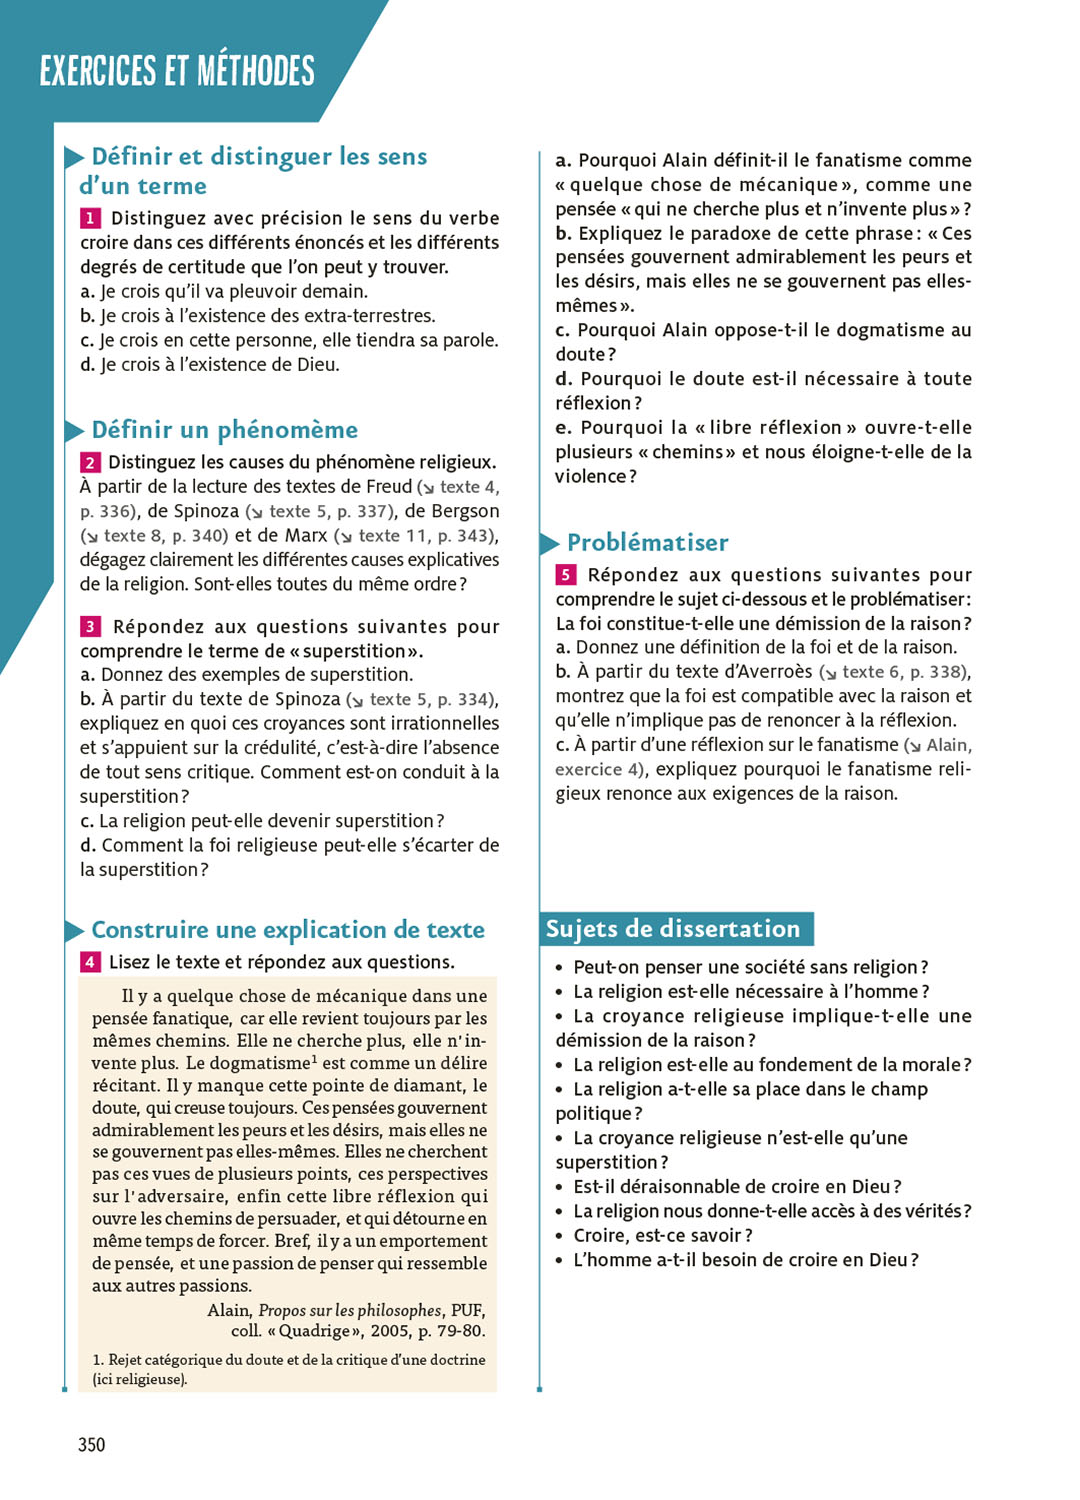 EXERCICES ET MÉTHODES
Définir et distinguer les sens
d'un terme
1 Distinguez avec précision le sens du verbe
croire dans ces différents énoncés et les différents
degrés de certitude que l'on peut y trouver.
a. Je crois qu'il va pleuvoir demain.
b. Je crois à l'existence des extra-terrestres.
c. Je crois en cette personne, elle tiendra sa parole.
d. Je crois à l'existence de Dieu.
Définir un phénomème
2 Distinguez les causes du phénomène religieux.
À partir de la lecture des textes de Freud (↘ texte 4,
p. 336), de Spinoza (↘ texte 5, p. 337), de Bergson
(↘ texte 8, p. 340) et de Marx (↘ texte 11, p. 343),
dégagez clairement les différentes causes explicatives
de la religion. Sont-elles toutes du même ordre ?
3 Répondez aux questions suivantes pour
comprendre le terme de « superstition ».
a. Donnez des exemples de superstition.
b. À partir du texte de Spinoza (↘ texte 5, p. 334),
expliquez en quoi ces croyances sont irrationnelles
et s'appuient sur la crédulité, c'est-à-dire l'absence
de tout sens critique. Comment est-on conduit à la
superstition ?
c. La religion peut-elle devenir superstition ?
d. Comment la foi religieuse peut-elle s'écarter de
la superstition ?
Construire une explication de texte
4 Lisez le texte et répondez aux questions.
Il y a quelque chose de mécanique dans une
pensée fanatique, car elle revient toujours par les
mêmes chemins. Elle ne cherche plus, elle n'in-
vente plus. Le dogmatisme1 est comme un délire
récitant. Il y manque cette pointe de diamant, le
doute, qui creuse toujours. Ces pensées gouvernent
admirablement les peurs et les désirs, mais elles ne
se gouvernent pas elles-mêmes. Elles ne cherchent
pas ces vues de plusieurs points, ces perspectives
sur l'adversaire, enfin cette libre réflexion qui
ouvre les chemins de persuader, et qui détourne en
même temps de forcer. Bref, il y a un emportement
de pensée, et une passion de penser qui ressemble
aux autres passions.
Alain, Propos sur les philosophes, PUF,
coll. « Quadrige », 2005, p. 79-80.
1. Rejet catégorique du doute et de la critique d'une doctrine
(ici religieuse).
a. Pourquoi Alain définit-il le fanatisme comme
« quelque chose de mécanique », comme une
pensée « qui ne cherche plus et n'invente plus » ?
b. Expliquez le paradoxe de cette phrase : « Ces
pensées gouvernent admirablement les peurs et
les désirs, mais elles ne se gouvernent pas elles-
mêmes ».
c. Pourquoi Alain oppose-t-il le dogmatisme au
doute ?
d. Pourquoi le doute est-il nécessaire à toute
réflexion ?
e. Pourquoi la « libre réflexion » ouvre-t-elle
plusieurs « chemins » et nous éloigne-t-elle de la
violence ?
Problématiser
5 Répondez aux questions suivantes pour
comprendre le sujet ci-dessous et le problématiser :
La foi constitue-t-elle une démission de la raison ?
a. Donnez une définition de la foi et de la raison.
b. À partir du texte d'Averroès (↘ texte 6, p. 338),
montrez que la foi est compatible avec la raison et
qu'elle n'implique pas de renoncer à la réflexion.
c. À partir d'une réflexion sur le fanatisme (↘ Alain,
exercice 4), expliquez pourquoi le fanatisme reli-
gieux renonce aux exigences de la raison.
Sujets de dissertation
• Peut-on penser une société sans religion ?
• La religion est-elle nécessaire à l'homme ?
• La croyance religieuse implique-t-elle une
démission de la raison ?
• La religion est-elle au fondement de la morale ?
• La religion a-t-elle sa place dans le champ
politique ?
• La croyance religieuse n'est-elle qu'une
superstition ?
• Est-il déraisonnable de croire en Dieu ?
• La religion nous donne-t-elle accès à des vérités ?
• Croire, est-ce savoir ?
• L'homme a-t-il besoin de croire en Dieu ?
350